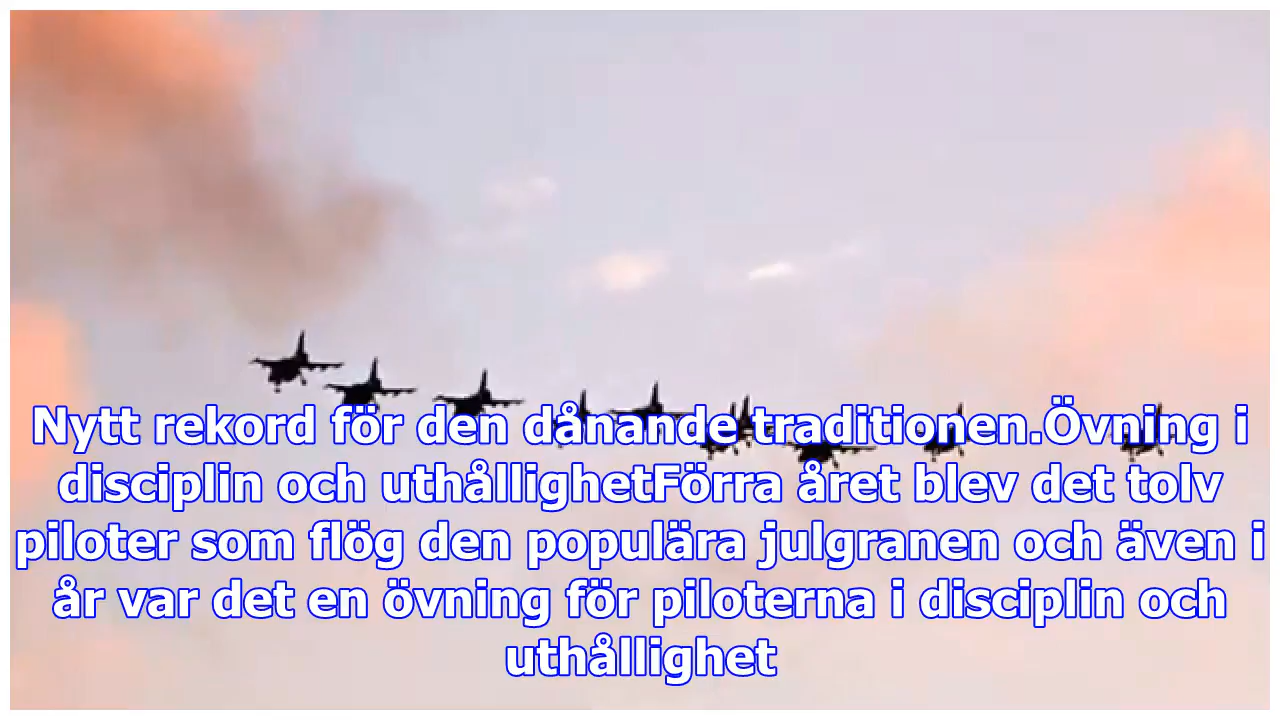 Nytt rekord för den dånande traditionen.Övning i
disciplin och uthållighetFörra året blev det tolv
piloter som flög den populära julgranen och även i
år var det en övning för piloterna i disciplin och
uthållighet